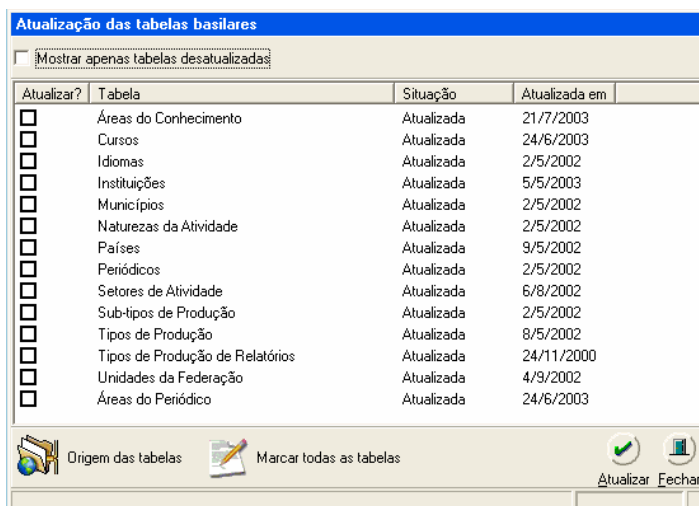 Atualização das tabelas basilares
Mostrar apenas tabelas desatualizadas
Atualizar? Tabela Situação Atualizada em
Áreas do Conhecimento Atualizada 21/7/2003
Cursos Atualizada 24/6/2003
Idiomas Atualizada 2/5/2002
Instituições Atualizada 5/5/2003
Municípios Atualizada 2/5/2002
Naturezas da Atividade Atualizada 2/5/2002
Países Atualizada 9/5/2002
Periódicos Atualizada 2/5/2002
Setores de Atividade Atualizada 6/8/2002
Sub-tipos de Produção Atualizada 2/5/2002
Tipos de Produção Atualizada 8/5/2002
Tipos de Produção de Relatórios Atualizada 24/11/2000
Unidades da Federação Atualizada 4/9/2002
Áreas do Periódico Atualizada 24/6/2003
Origem das tabelas Marcar todas as tabelas
Atualizar Fechar